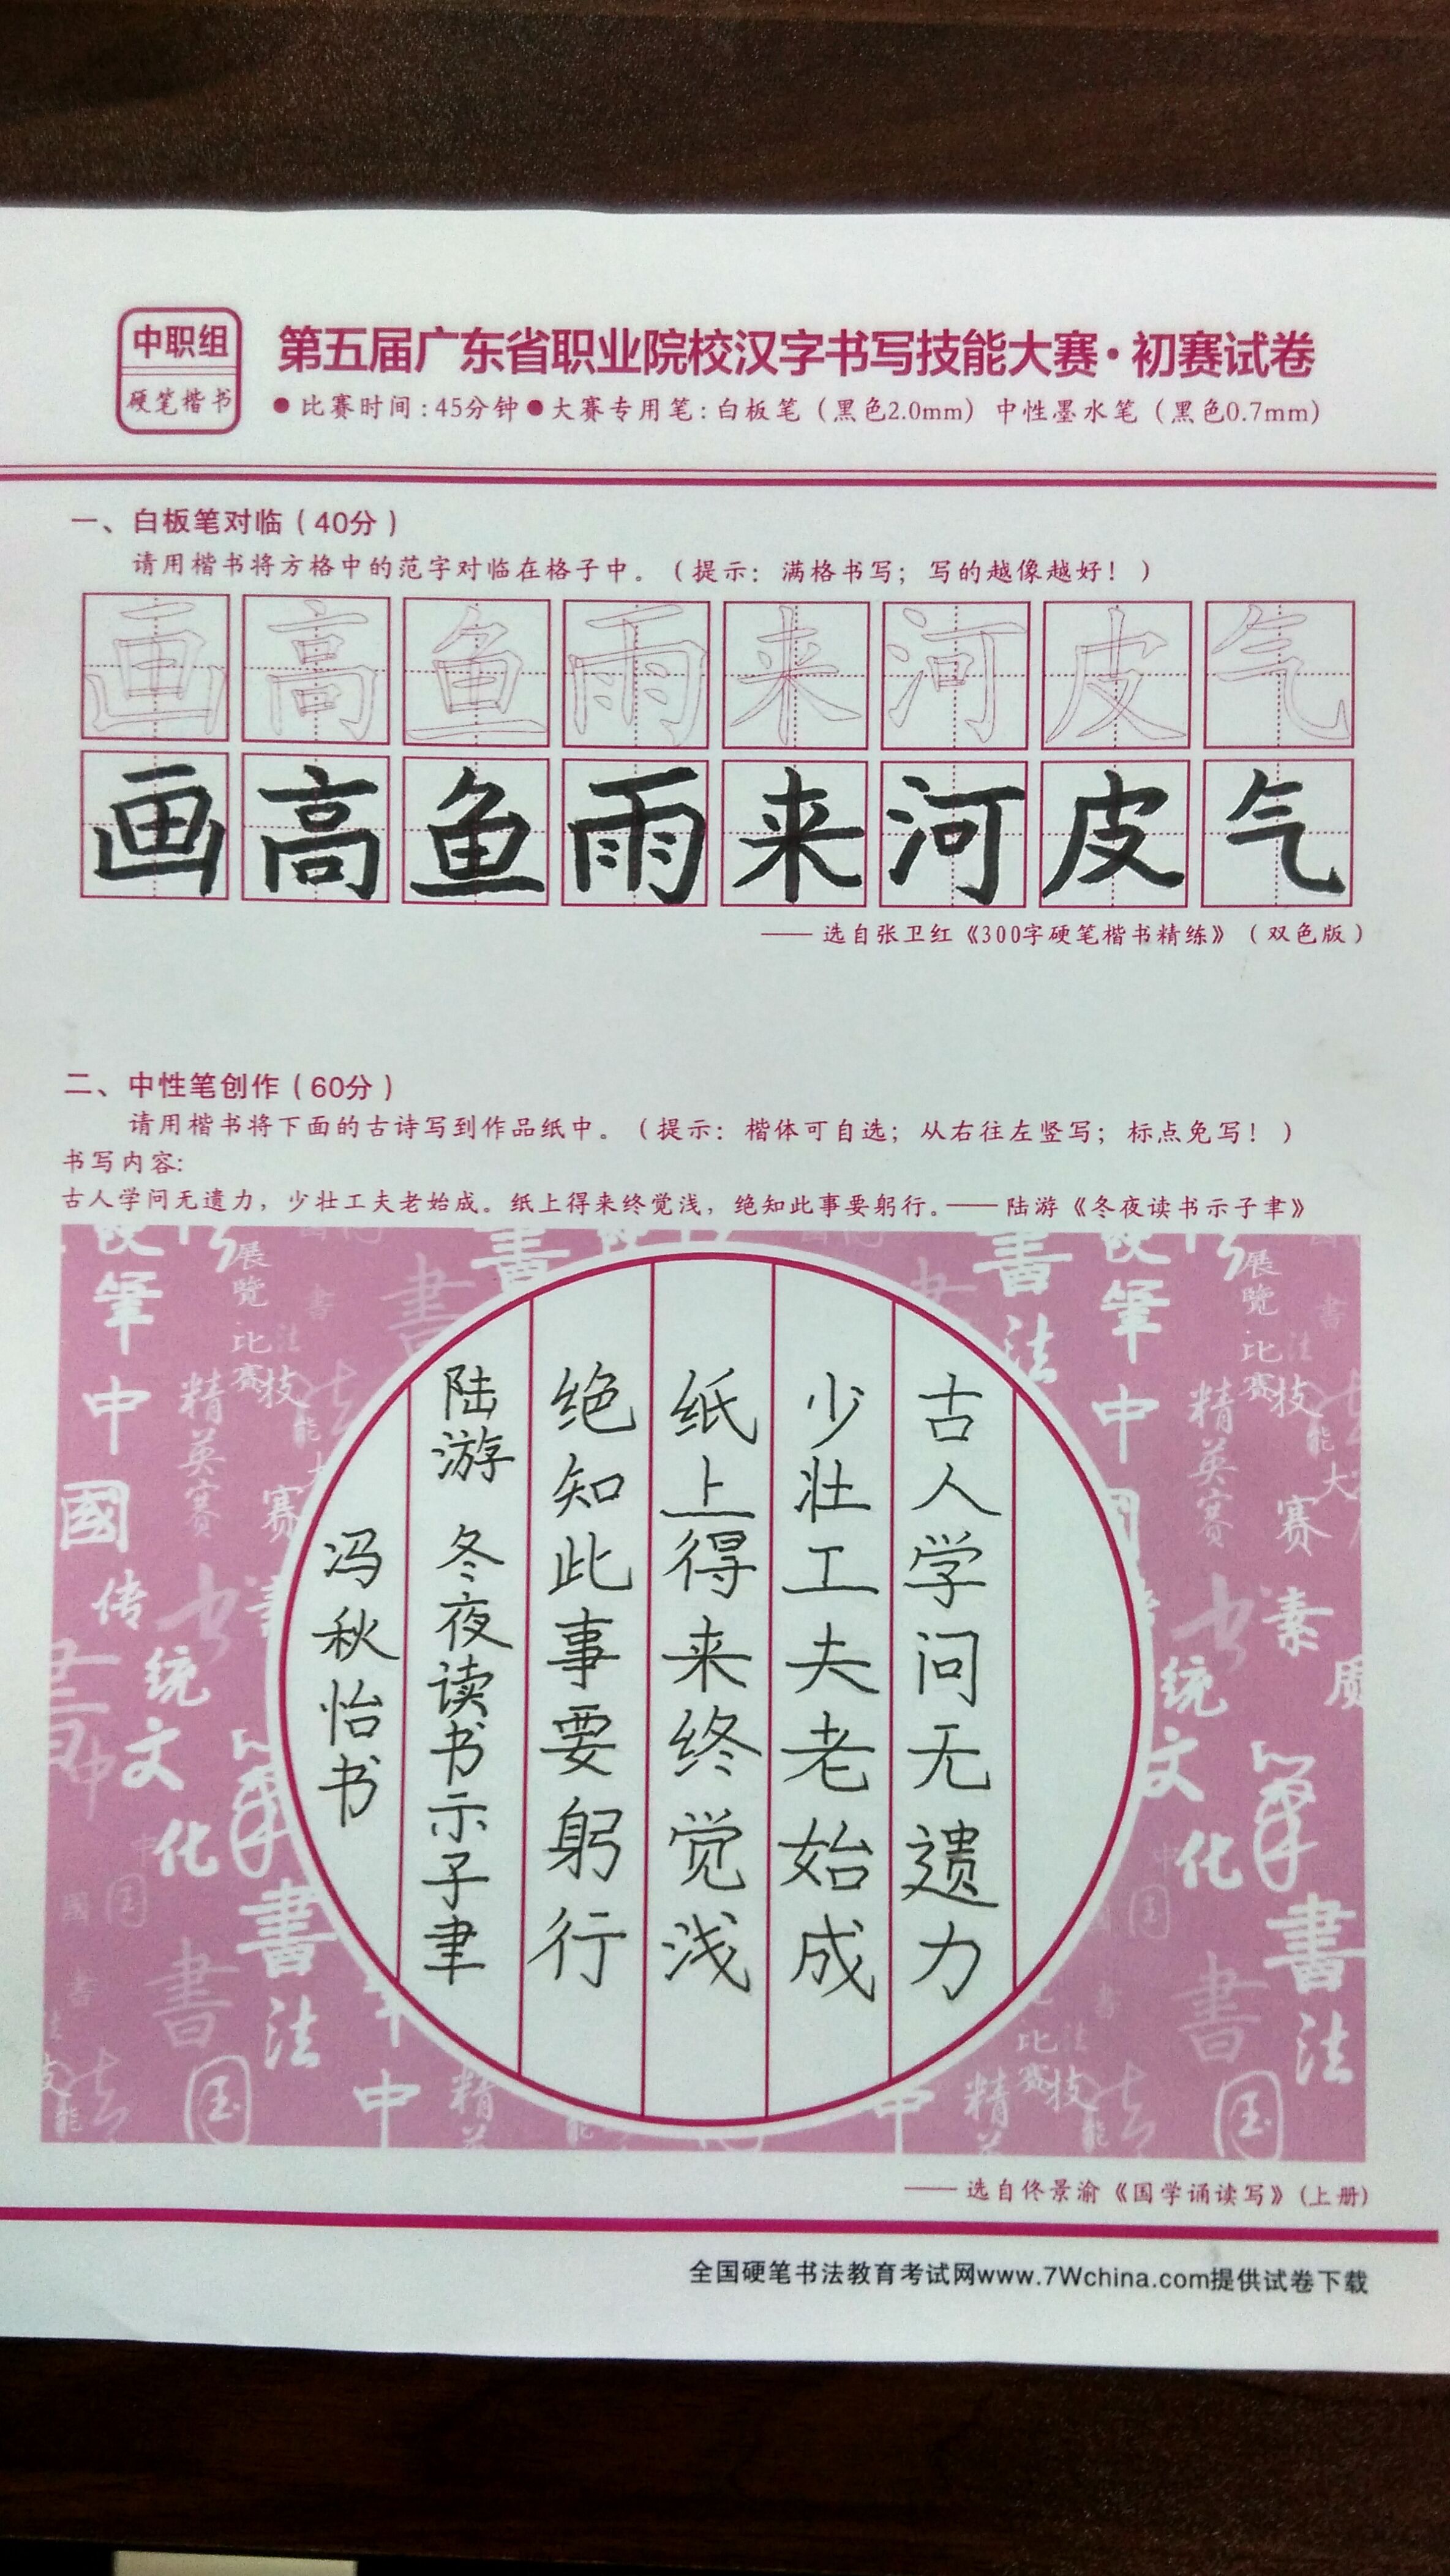 中职组
硬笔楷书
第五届广东省职业院校汉字书写技能大赛·初赛试卷
●比赛时间:45分钟●大赛专用笔:白板笔(黑色2.0mm) 中性墨水笔(黑色0.7mm)
一、白板笔对临(40分)
请用楷书将方格中的范字对临在格子中。(提示:满格书写;写的越像越好!)
画高鱼雨来河皮气
画高鱼雨来河皮气
——选自张卫红《300字硬笔楷书精练》(双色版)
二、中性笔创作(60分)
请用楷书将下面的古诗写到作品纸中。(提示:楷体可自选;从右往左竖写;标点免写!)
书写内容:
古人学问无遗力,少壮工夫老始成。纸上得来终觉浅,绝知此事要躬行。——陆游《冬夜读书示子聿》
古人学问无遗力
少壮工夫老始成
纸上得来终觉浅
绝知此事要躬行
陆游 冬夜读书示子聿
冯秋怡书
——选自佟景渝《国学诵读写》(上册)
全国硬笔书法教育考试网www.7Wchina.com提供试卷下载